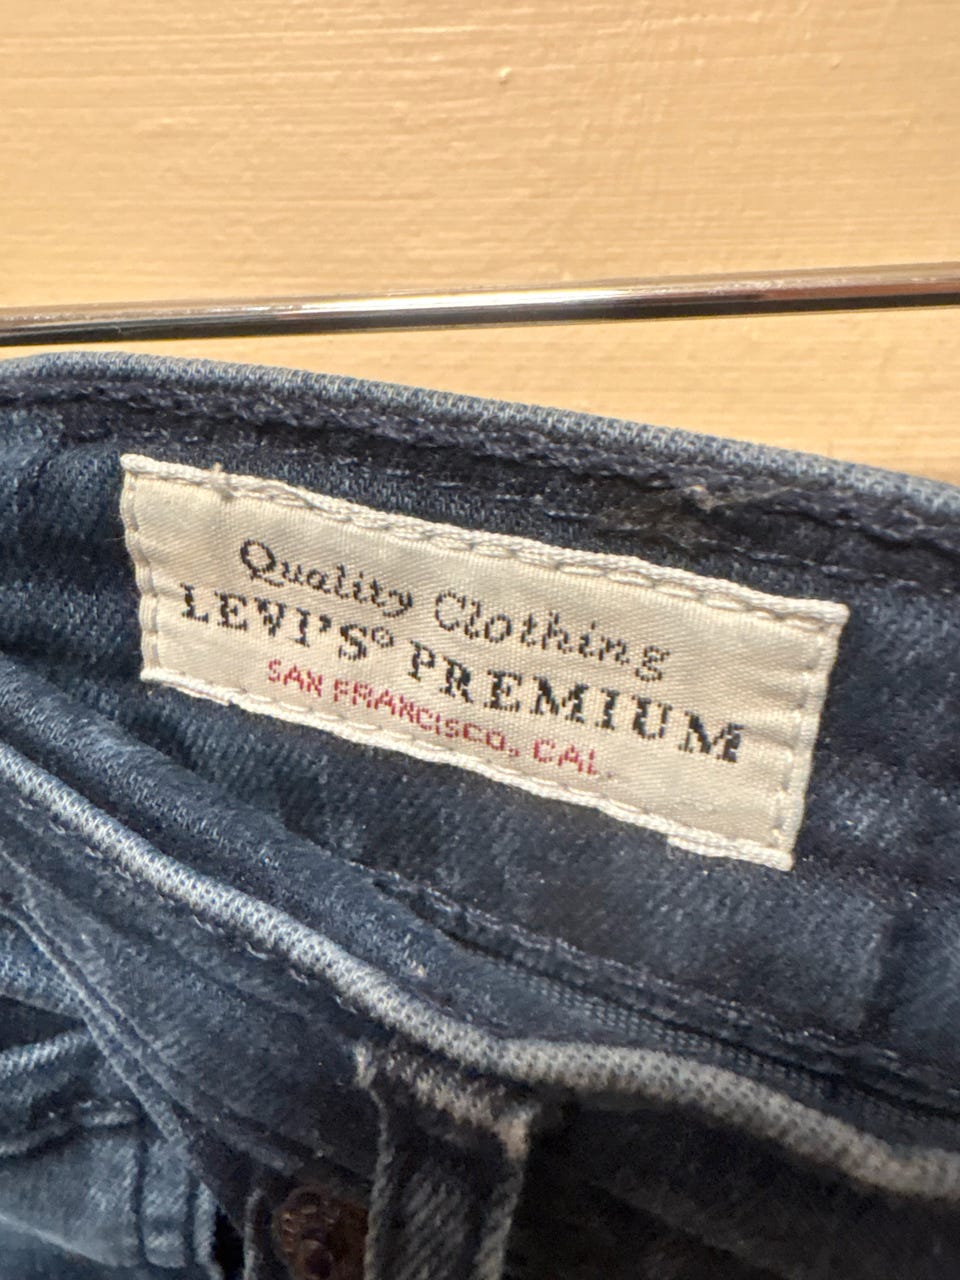 Quality Clothing
LEVI'S® PREMIUM
SAN FRANCISCO, CAL.